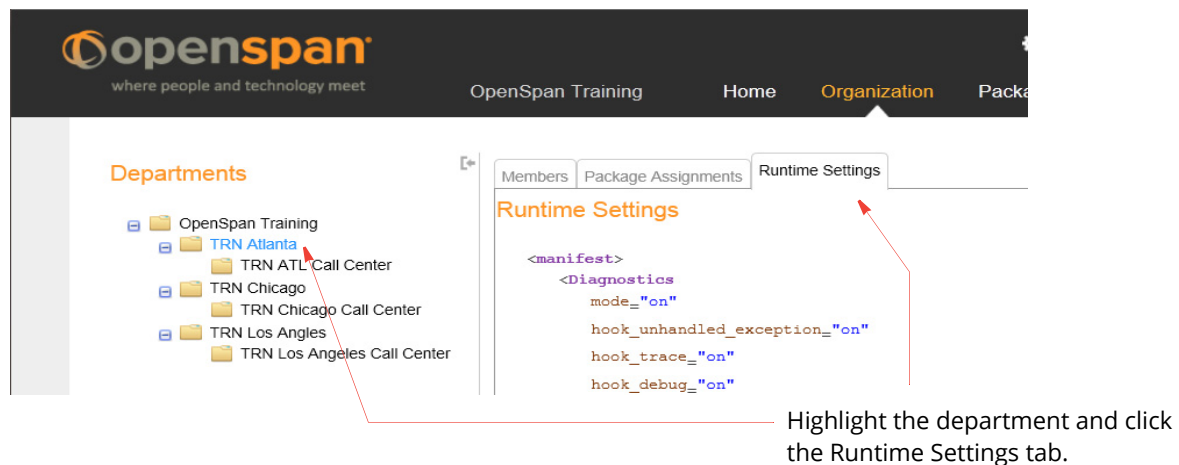 openspan
where people and technology meet
OpenSpan Training Home Organization Packa
Departments
OpenSpan Training
TRN Atlanta
TRN ATL Call Center
TRN Chicago
TRN Chicago Call Center
TRN Los Angles
TRN Los Angeles Call Center
Members Package Assignments Runtime Settings
Runtime Settings
<manifest>
<Diagnostics
mode="on"
hook_unhandled_exception="on"
hook_trace="on"
hook_debug="on"
Highlight the department and click
the Runtime Settings tab.